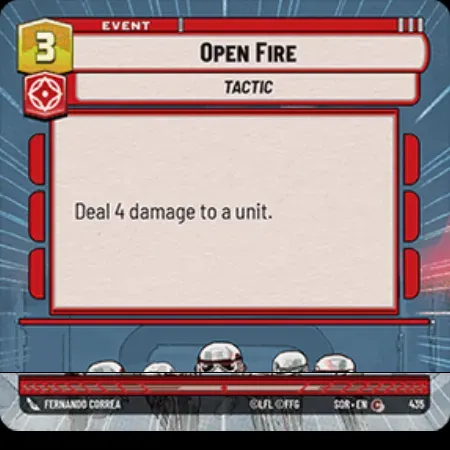 EVENT
3
OPEN FIRE
TACTIC
Deal 4 damage to a unit.
FERNANDO CORREA ©LFL ©FFG SOR • EN 435